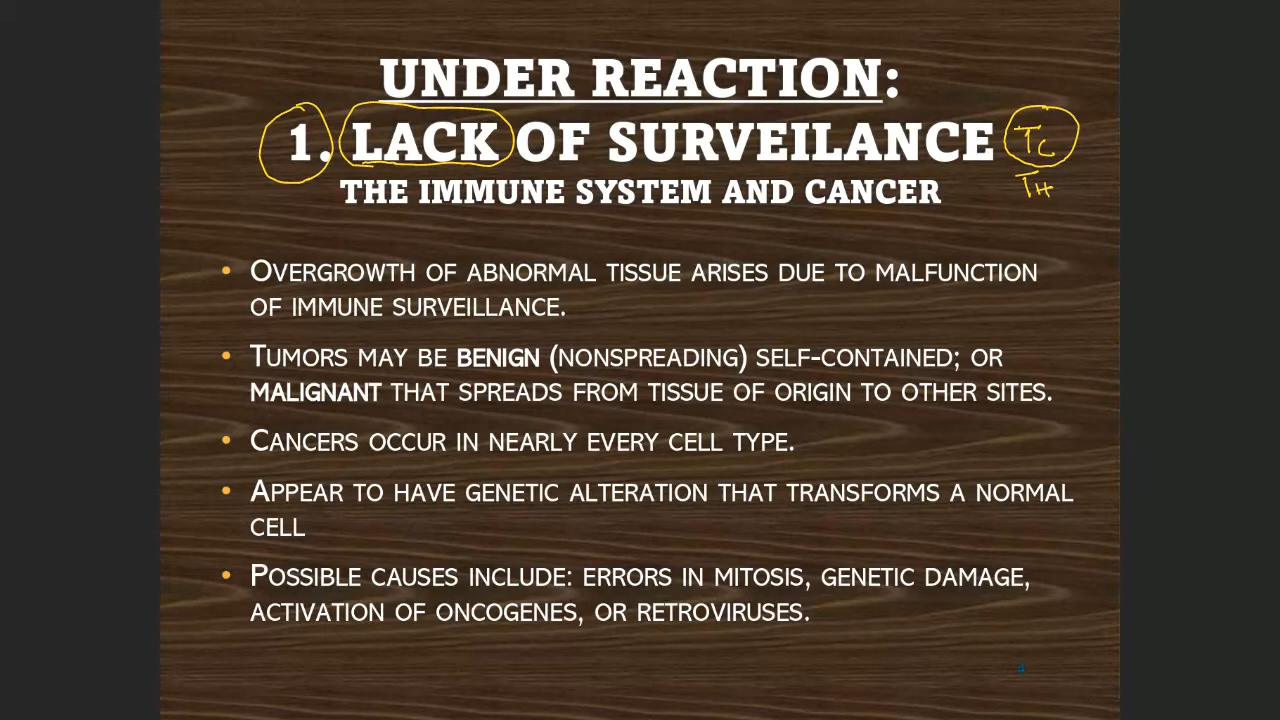 UNDER REACTION:
1. LACK OF SURVEILANCE Tc
THE IMMUNE SYSTEM AND CANCER TH
• OVERGROWTH OF ABNORMAL TISSUE ARISES DUE TO MALFUNCTION
OF IMMUNE SURVEILLANCE.
• TUMORS MAY BE BENIGN (NONSPREADING) SELF-CONTAINED; OR
MALIGNANT THAT SPREADS FROM TISSUE OF ORIGIN TO OTHER SITES.
• CANCERS OCCUR IN NEARLY EVERY CELL TYPE.
• APPEAR TO HAVE GENETIC ALTERATION THAT TRANSFORMS A NORMAL
CELL
• POSSIBLE CAUSES INCLUDE: ERRORS IN MITOSIS, GENETIC DAMAGE,
ACTIVATION OF ONCOGENES, OR RETROVIRUSES.